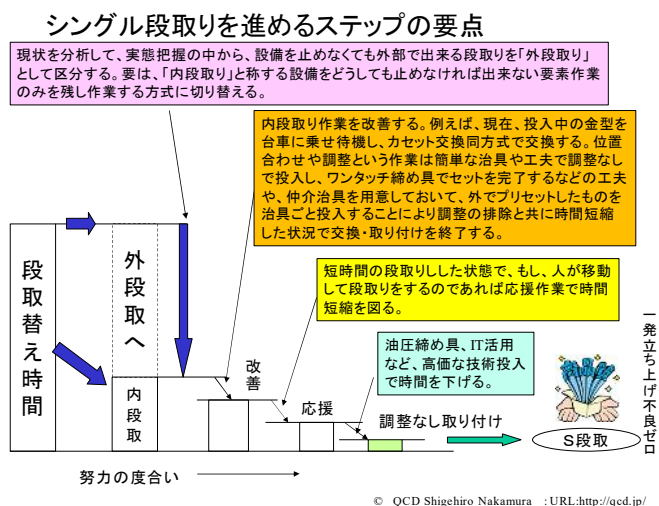 シングル段取りを進めるステップの要点
現状を分析して、実態把握の中から、設備を止めなくても外部で出来る段取りを「外段取り」
として区分する。要は、「内段取り」と称する設備をどうしても止めなければ出来ない要素作業
のみを残し作業する方式に切り替える。
内段取り作業を改善する。例えば、現在、投入中の金型を
台車に乗せ待機し、カセット交換同方式で交換する。位置
合わせや調整という作業は簡単な治具や工夫で調整なし
で投入し、ワンタッチ締め具でセットを完了するなどの工夫
や、仲介治具を用意しておいて、外でプリセットしたものを
治具ごと投入することにより調整の排除と共に時間短縮
した状況で交換・取り付けを終了する。
短時間の段取りした状態で、もし、人が移動
して段取りをするのであれば応援作業で時間
短縮を図る。
油圧締め具、IT活用
など、高価な技術投入
で時間を下げる。
段取替え時間
外段取へ
内段取
改善
応援
調整なし取り付け
S段取
一発立ち上げ不良ゼロ
努力の度合い
© QCD Shigehiro Nakamura :URL:http://qcd.jp/